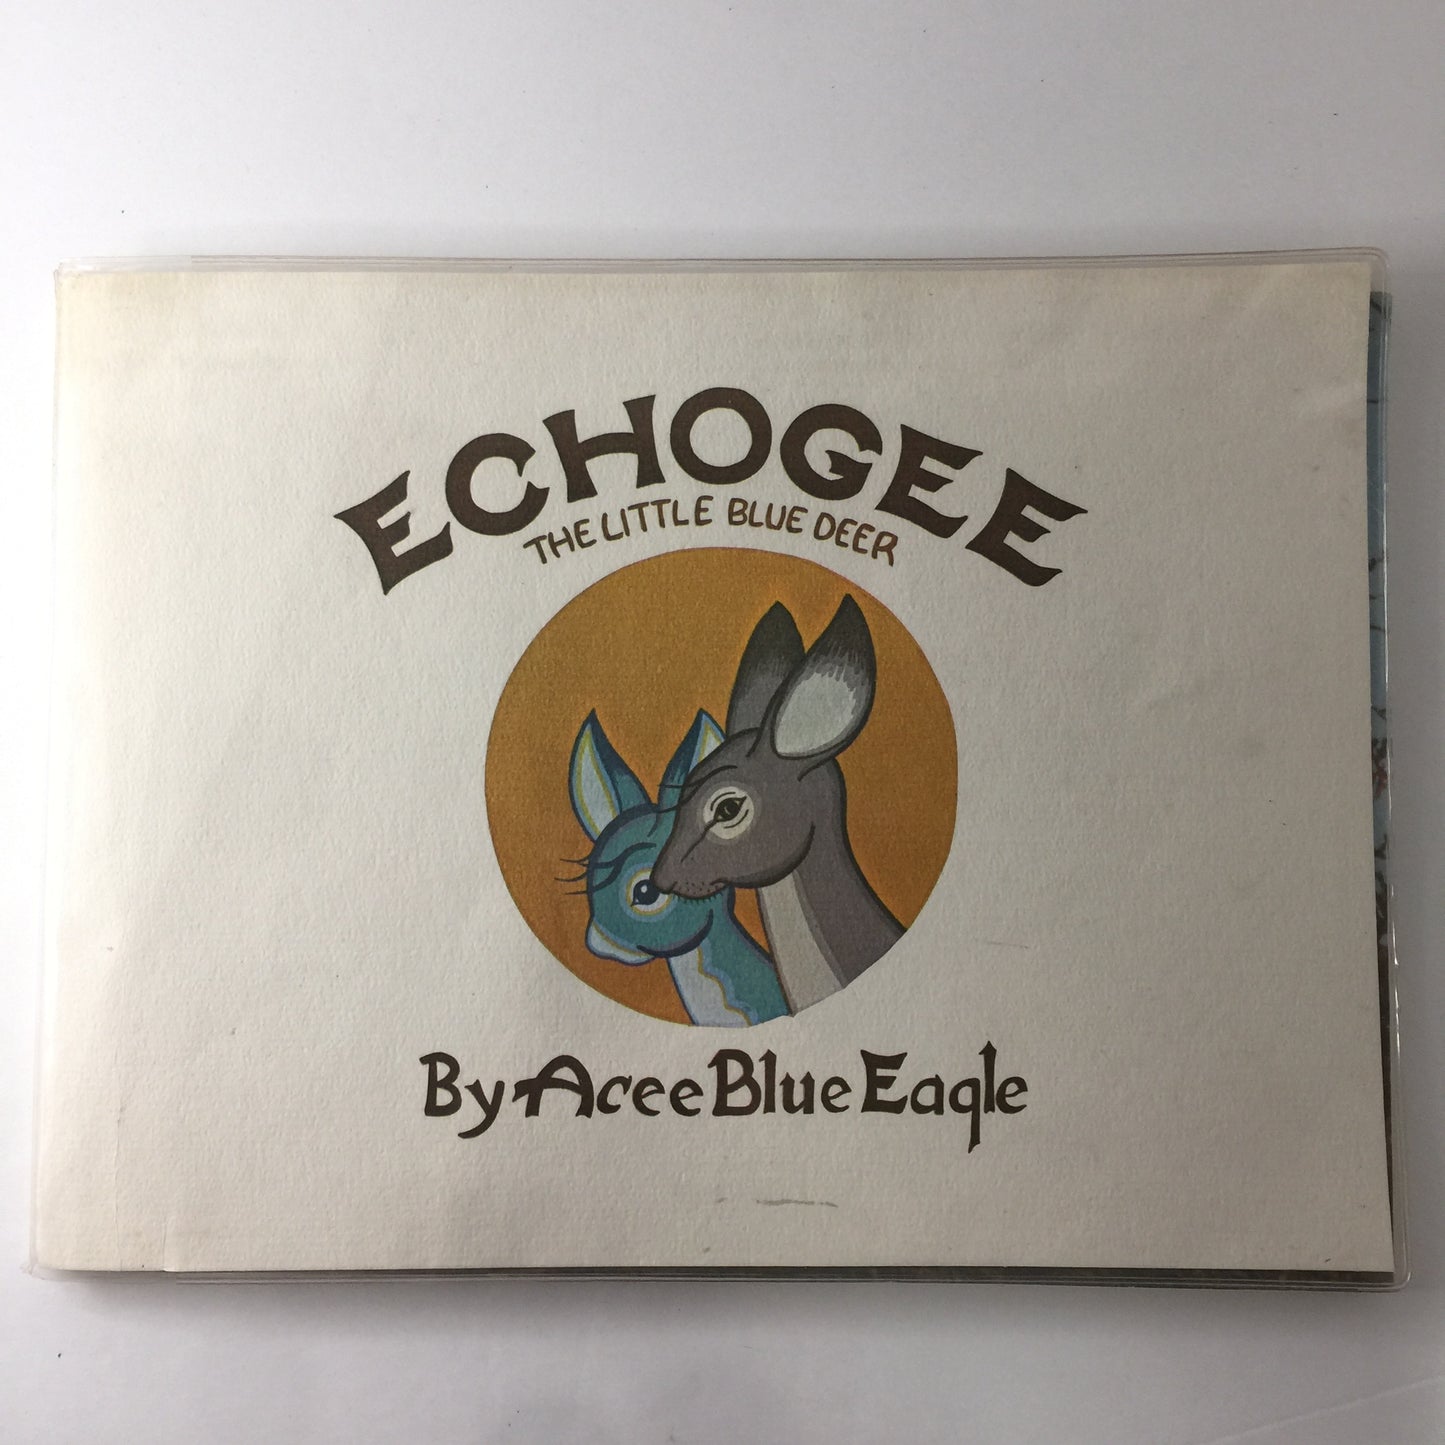 ECHOGEE
THE LITTLE BLUE DEER
By Acee Blue Eagle